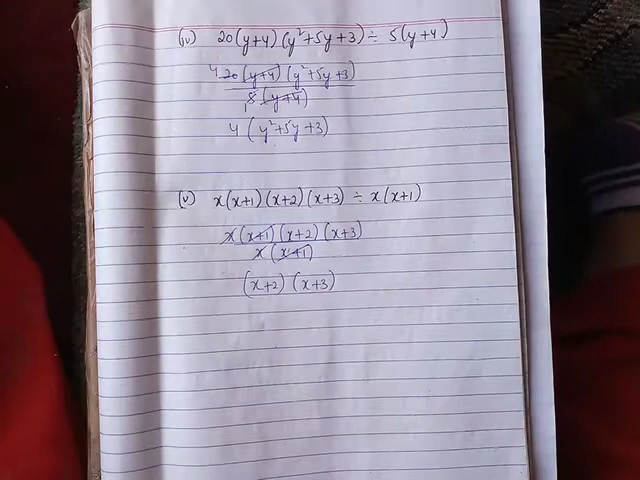 (iv) 20(y+4)(y²+5y+3) ÷ 5(y+4)
4 20(y+4)(y²+5y+3)
1 5(y+4)
4(y²+5y+3)
(v) x(x+1)(x+2)(x+3) ÷ x(x+1)
x(x+1)(x+2)(x+3)
x(x+1)
(x+2)(x+3)